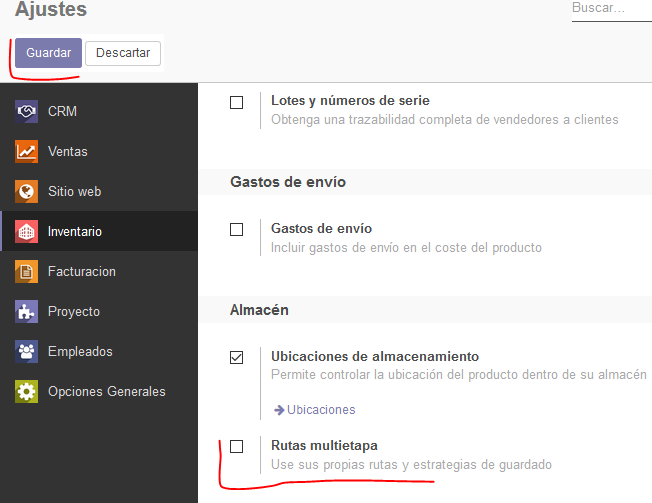 Ajustes
Buscar...
Guardar
Descartar
CRM
Ventas
Sitio web
Inventario
Facturacion
Proyecto
Empleados
Opciones Generales
Lotes y números de serie
Obtenga una trazabilidad completa de vendedores a clientes
Gastos de envío
Gastos de envío
Incluir gastos de envío en el coste del producto
Almacén
Ubicaciones de almacenamiento
Permite controlar la ubicación del producto dentro de su almacén
Ubicaciones
Rutas multietapa
Use sus propias rutas y estrategias de guardado